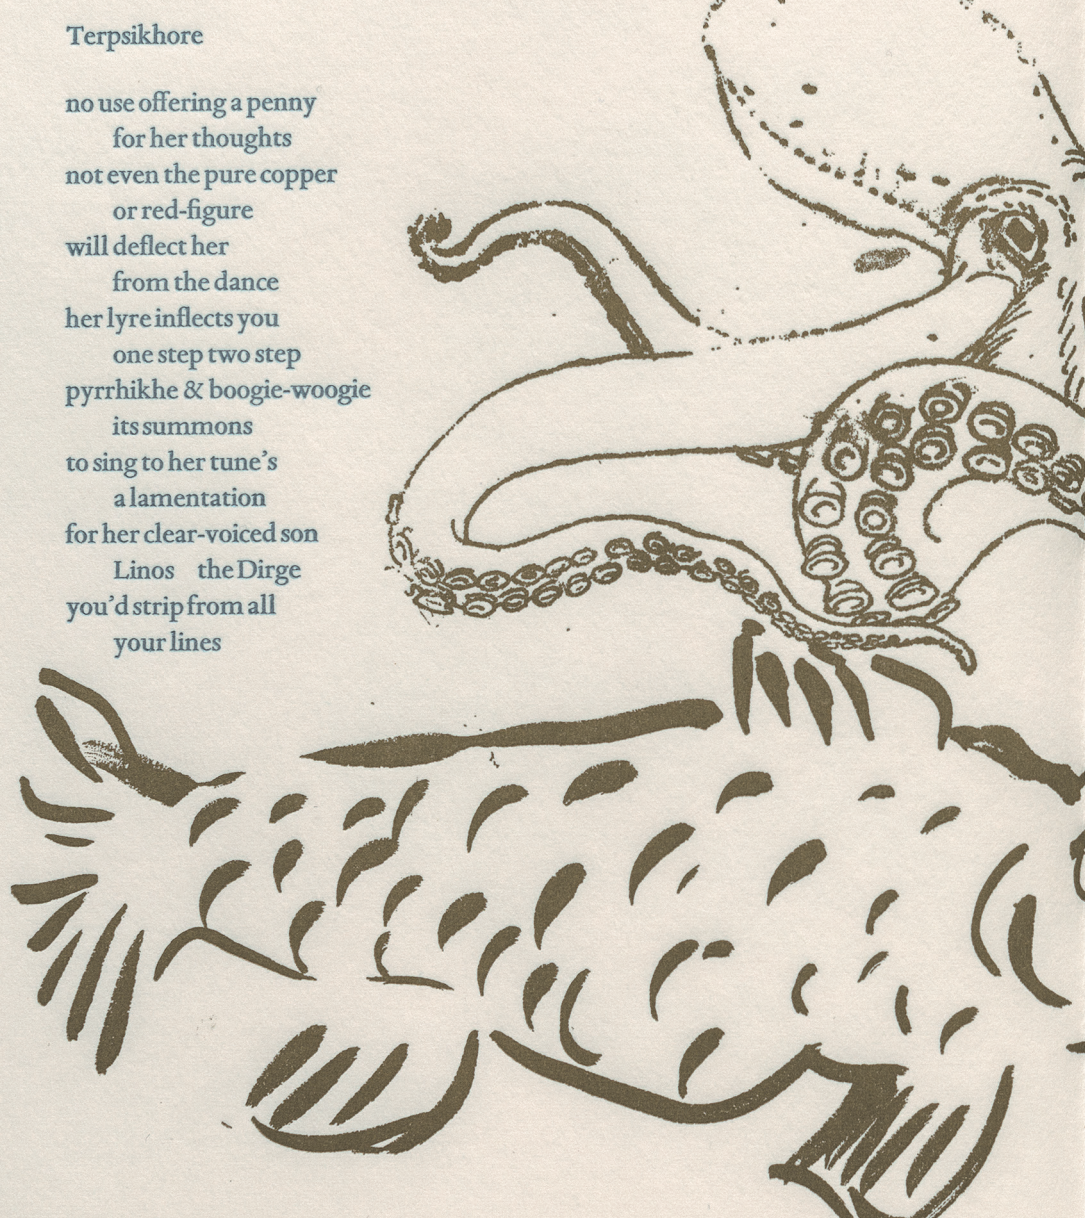 Terpsikhore
no use offering a penny
for her thoughts
not even the pure copper
or red-figure
will deflect her
from the dance
her lyre inflects you
one step two step
pyrrhikhe & boogie-woogie
its summons
to sing to her tune's
a lamentation
for her clear-voiced son
Linos the Dirge
you'd strip from all
your lines